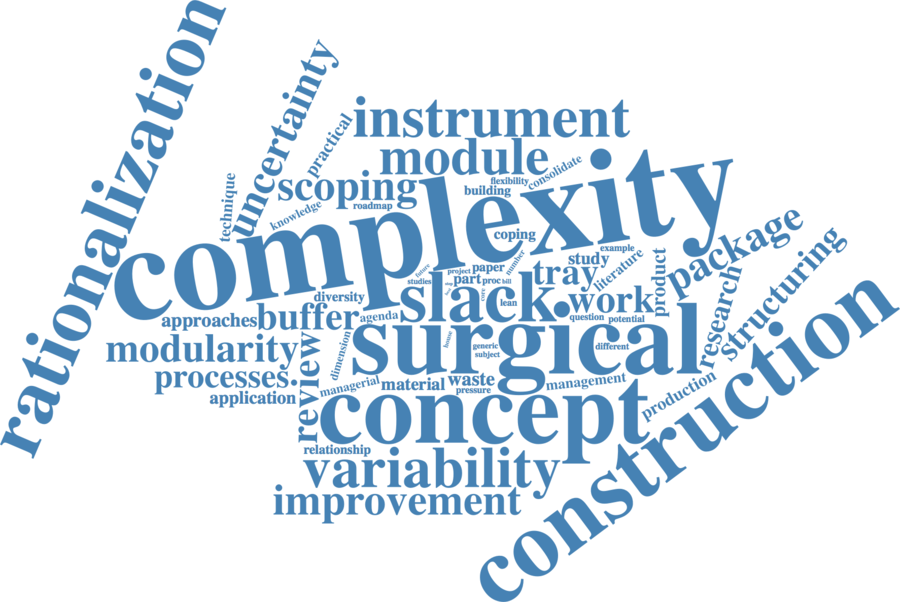 rationalization
uncertainty
practical
instrument
module
technique
scoping
knowledge
roadmap
flexibility
consolidate
building
complexity
coping
number
example
study
literature
package
structuring
future
studies
project
paper
part
proc
bill
tray
product
research
diversity
slack
core
lean
work
approaches
buffer
agenda
question
potential
modularity
dimension
surgical
house
generic
subject
different
processes
review
managerial
material
waste
pressure
management
production
application
concept
construction
relationship
variability
improvement